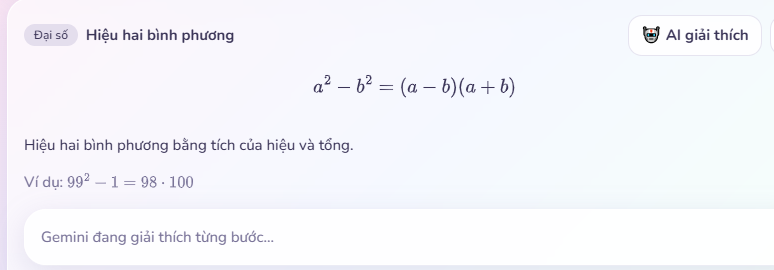 Đại số Hiệu hai bình phương AI giải thích
a² − b² = (a − b)(a + b)
Hiệu hai bình phương bằng tích của hiệu và tổng.
Ví dụ: 99² − 1 = 98 · 100
Gemini đang giải thích từng bước...